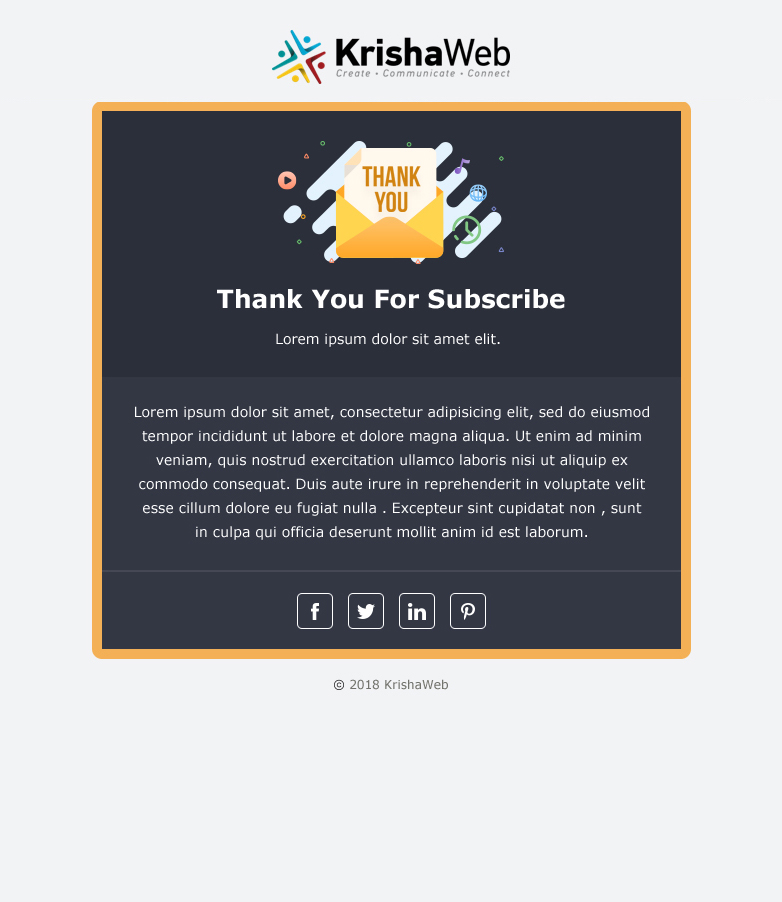 KrishaWeb
Create • Communicate • Connect
THANK
YOU
Thank You For Subscribe
Lorem ipsum dolor sit amet elit.
Lorem ipsum dolor sit amet, consectetur adipisicing elit, sed do eiusmod
tempor incididunt ut labore et dolore magna aliqua. Ut enim ad minim
veniam, quis nostrud exercitation ullamco laboris nisi ut aliquip ex
commodo consequat. Duis aute irure in reprehenderit in voluptate velit
esse cillum dolore eu fugiat nulla . Excepteur sint cupidatat non , sunt
in culpa qui officia deserunt mollit anim id est laborum.
© 2018 KrishaWeb